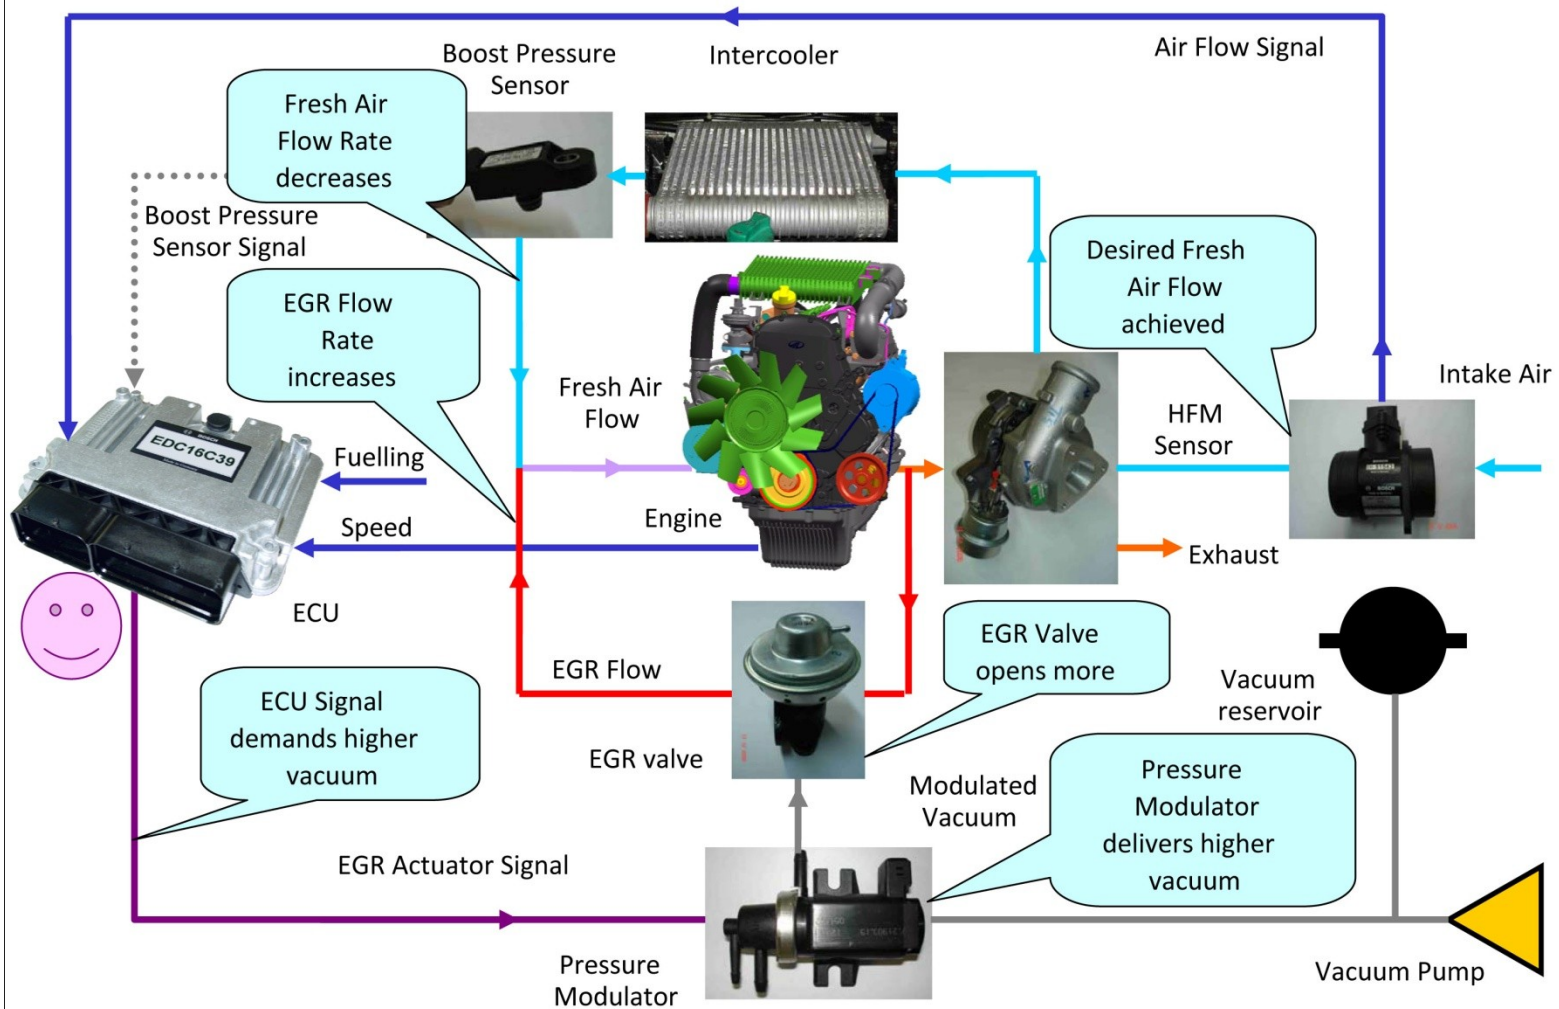 Boost Pressure
Sensor
Intercooler
Air Flow Signal
Fresh Air
Flow Rate
decreases
Boost Pressure
Sensor Signal
Desired Fresh
Air Flow
achieved
EGR Flow
Rate
increases
Fresh Air
Flow
HFM
Sensor
Intake Air
EDC16C39
Fuelling
Speed
Engine
Exhaust
ECU
EGR Valve
opens more
EGR Flow
ECU Signal
demands higher
vacuum
Vacuum
reservoir
EGR valve
Modulated
Vacuum
Pressure
Modulator
delivers higher
vacuum
EGR Actuator Signal
Pressure
Modulator
Vacuum Pump